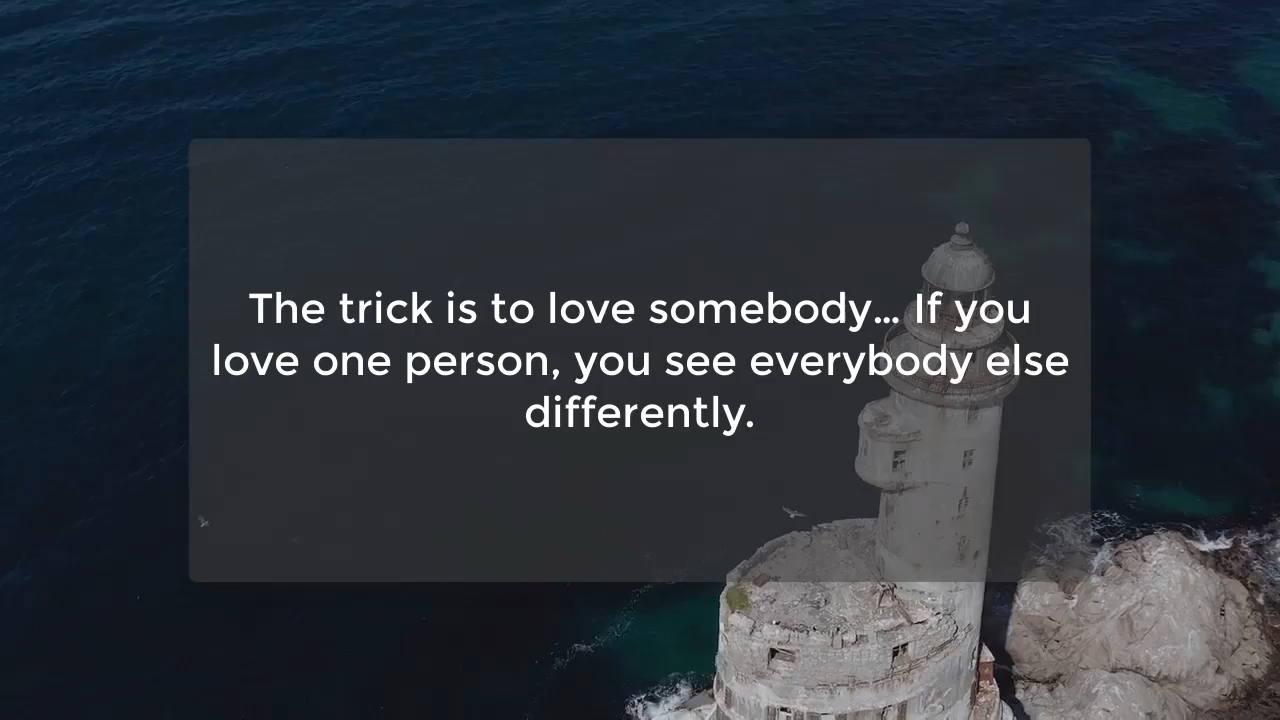 The trick is to love somebody... If you
love one person, you see everybody else
differently.